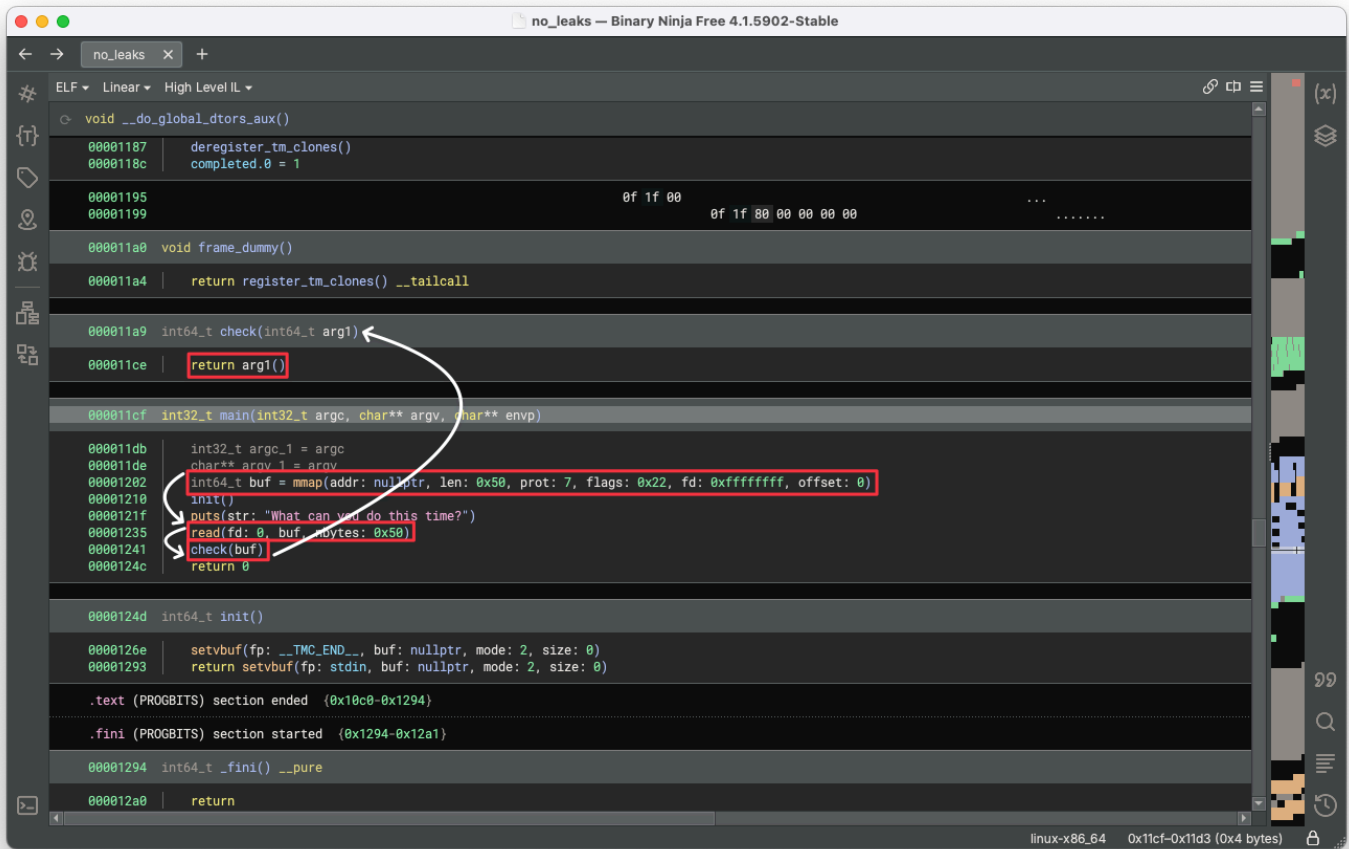 no_leaks — Binary Ninja Free 4.1.5902-Stable
no_leaks
ELF Linear High Level IL
void __do_global_dtors_aux()
00001187 deregister_tm_clones()
0000118c completed.0 = 1
00001195 0f 1f 00 ...
00001199 0f 1f 80 00 00 00 00 .......
000011a0 void frame_dummy()
000011a4 return register_tm_clones() __tailcall
000011a9 int64_t check(int64_t arg1)
000011ce return arg1()
000011cf int32_t main(int32_t argc, char** argv, char** envp)
000011db int32_t argc_1 = argc
000011de char** argv_1 = argv
00001202 int64_t buf = mmap(addr: nullptr, len: 0x50, prot: 7, flags: 0x22, fd: 0xffffffff, offset: 0)
00001210 init()
0000121f puts(str: "What can you do this time?")
00001235 read(fd: 0, buf, nbytes: 0x50)
00001241 check(buf)
0000124c return 0
0000124d int64_t init()
0000126e setvbuf(fp: __TMC_END__, buf: nullptr, mode: 2, size: 0)
00001293 return setvbuf(fp: stdin, buf: nullptr, mode: 2, size: 0)
.text (PROGBITS) section ended {0x10c0-0x1294}
.fini (PROGBITS) section started {0x1294-0x12a1}
00001294 int64_t _fini() __pure
000012a0 return
linux-x86_64 0x11cf–0x11d3 (0x4 bytes)